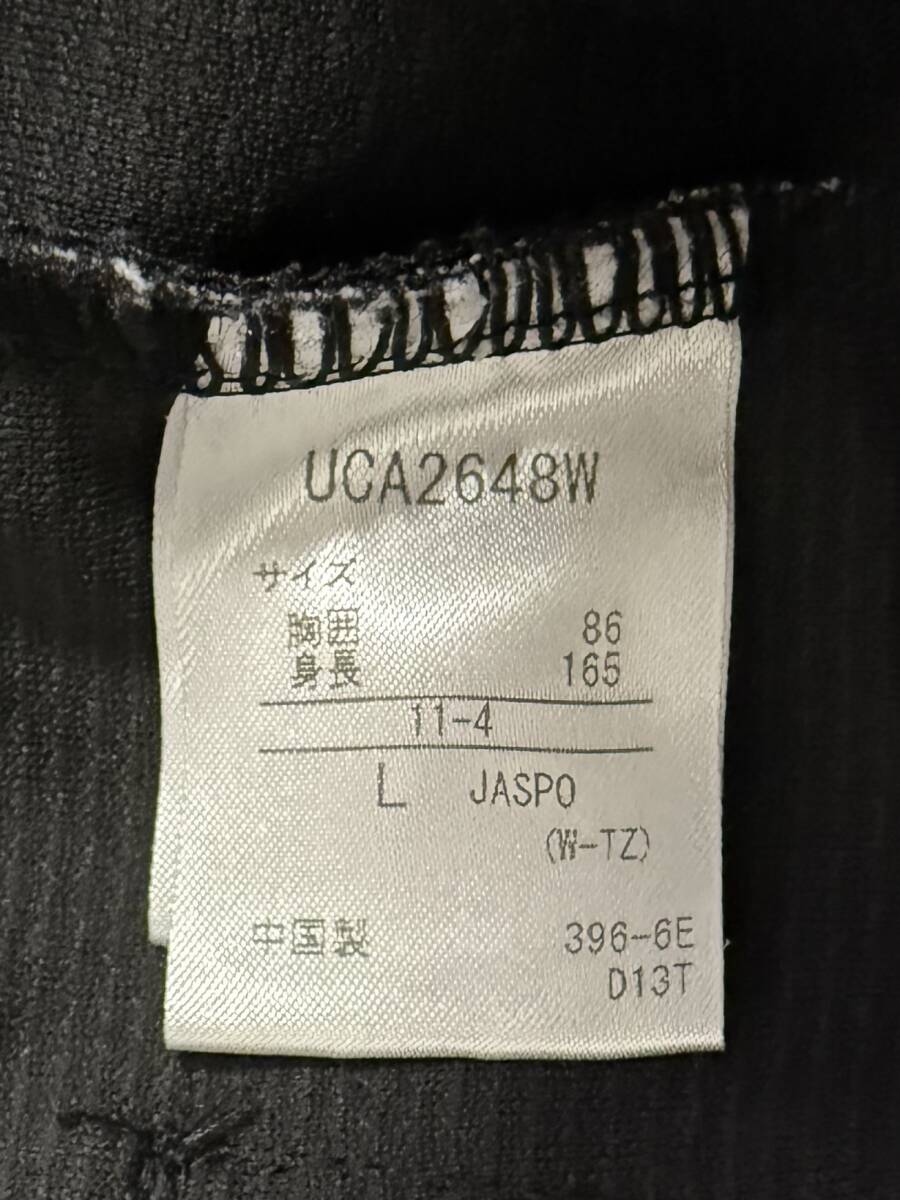 UCA2648W
サイズ
胸囲 86
身長 165
11-4
L JASPO
(W-TZ)
中国製 396-6E
D13T